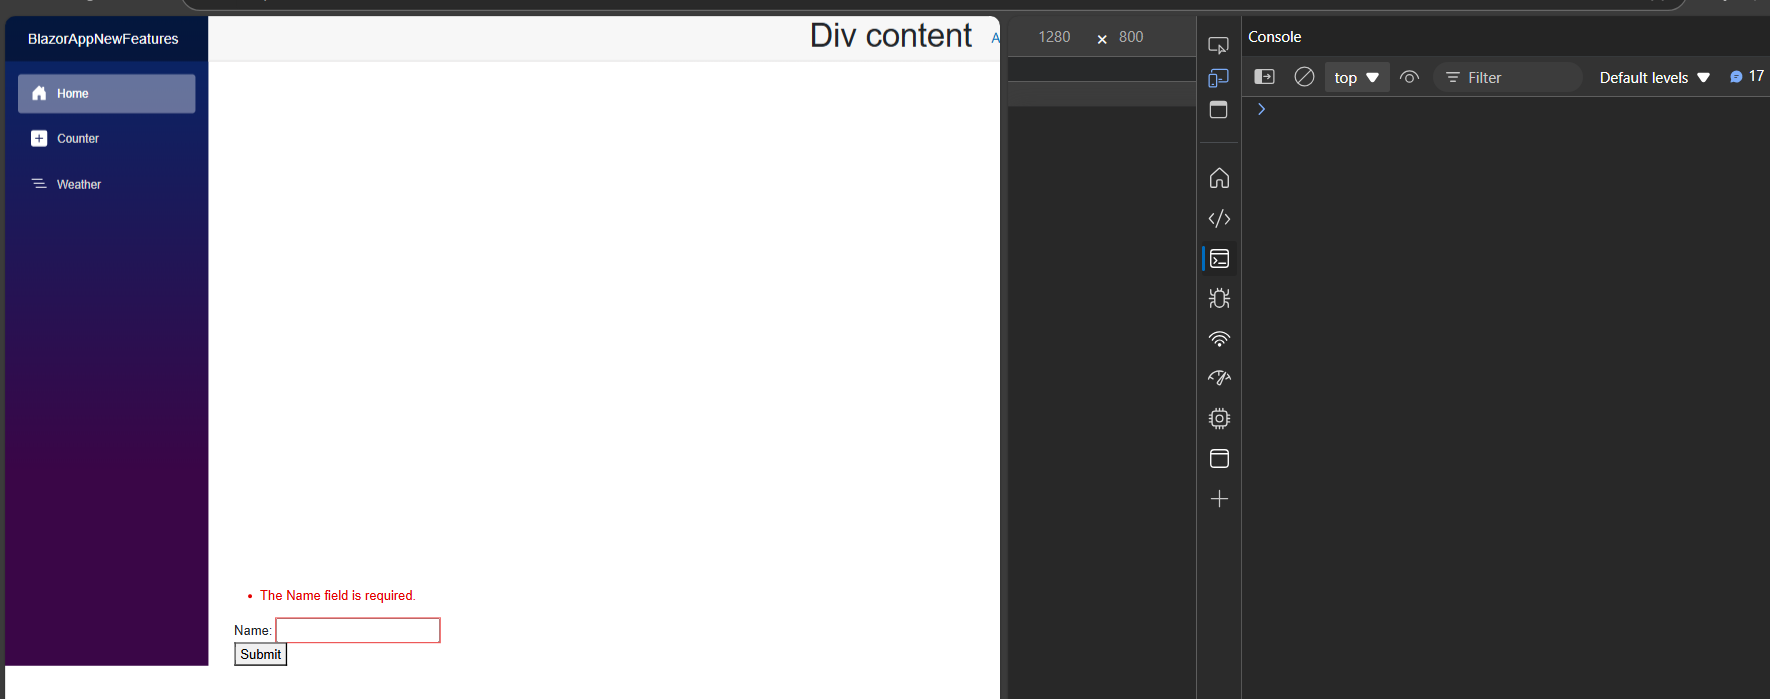 BlazorAppNewFeatures
Div content
A
1280 × 800
Console
Home
top
Filter
Default levels
17
Counter
Weather
The Name field is required.
Name:
Submit